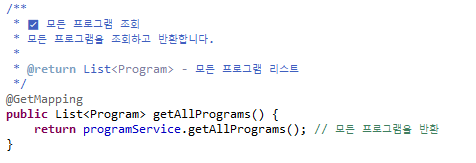 /**
 * ☑ 모든 프로그램 조회
 * 모든 프로그램을 조회하고 반환합니다.
 *
 * @return List<Program> - 모든 프로그램 리스트
 */
@GetMapping
public List<Program> getAllPrograms() {
    return programService.getAllPrograms(); // 모든 프로그램을 반환
}